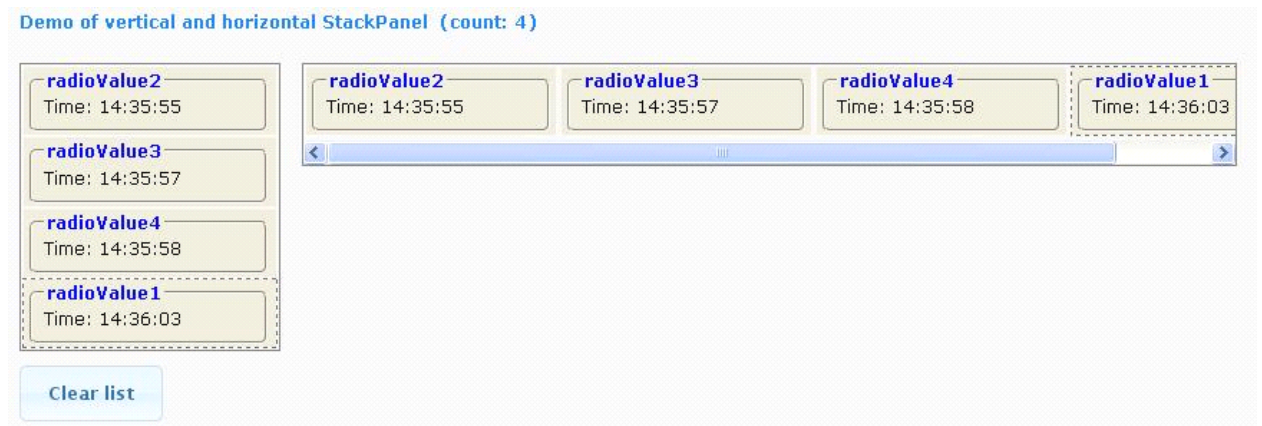 Demo of vertical and horizontal StackPanel (count: 4)
radioValue2
Time: 14:35:55
radioValue3
Time: 14:35:57
radioValue4
Time: 14:35:58
radioValue1
Time: 14:36:03
radioValue2
Time: 14:35:55
radioValue3
Time: 14:35:57
radioValue4
Time: 14:35:58
radioValue1
Time: 14:36:03
Clear list